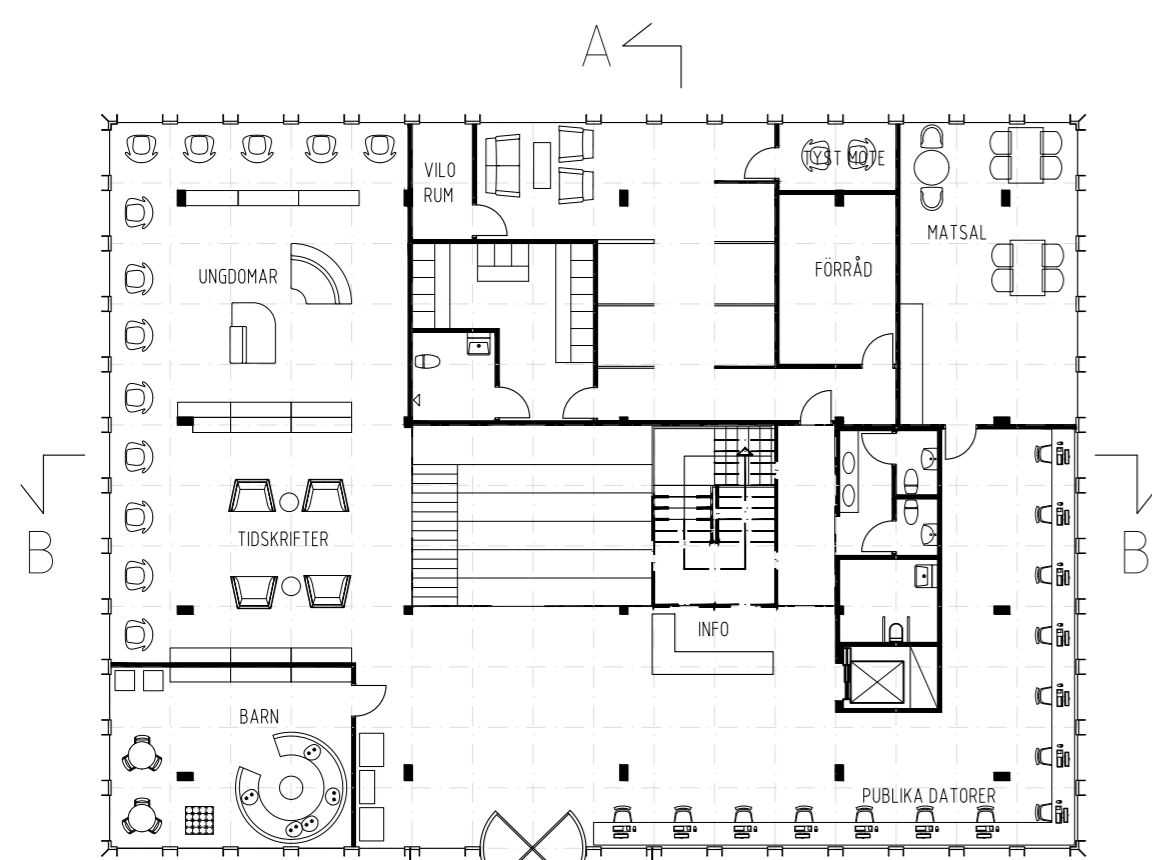 A
VILO
RUM
TYST MÖTE
MATSAL
UNGDOMAR
FÖRRÅD
B
B
TIDSKRIFTER
INFO
BARN
PUBLIKA DATORER